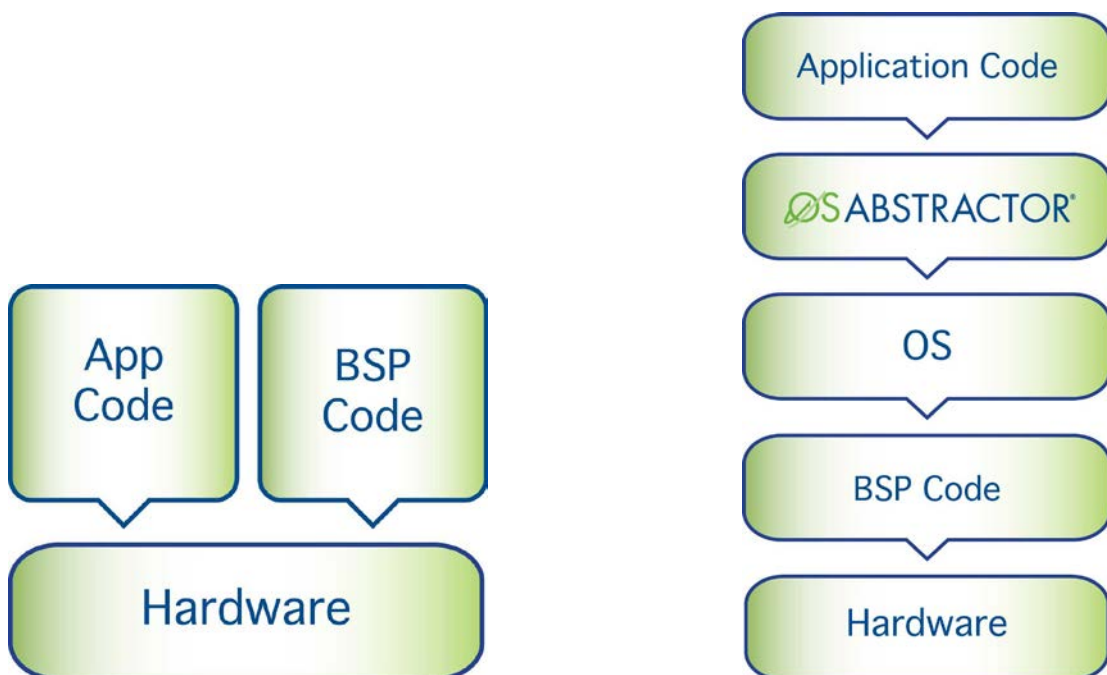 App
Code
BSP
Code
Hardware
Application Code
OS ABSTRACTOR®
OS
BSP Code
Hardware